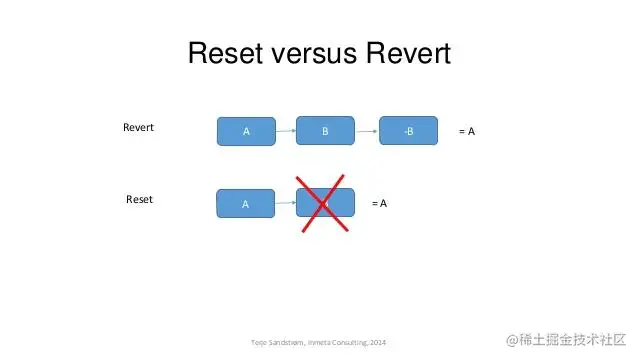 Reset versus Revert
Revert
A
B
-B
= A
Reset
A
= A
Terje Sandstrøm, Inmeta Consulting, 2014
@稀土掘金技术社区